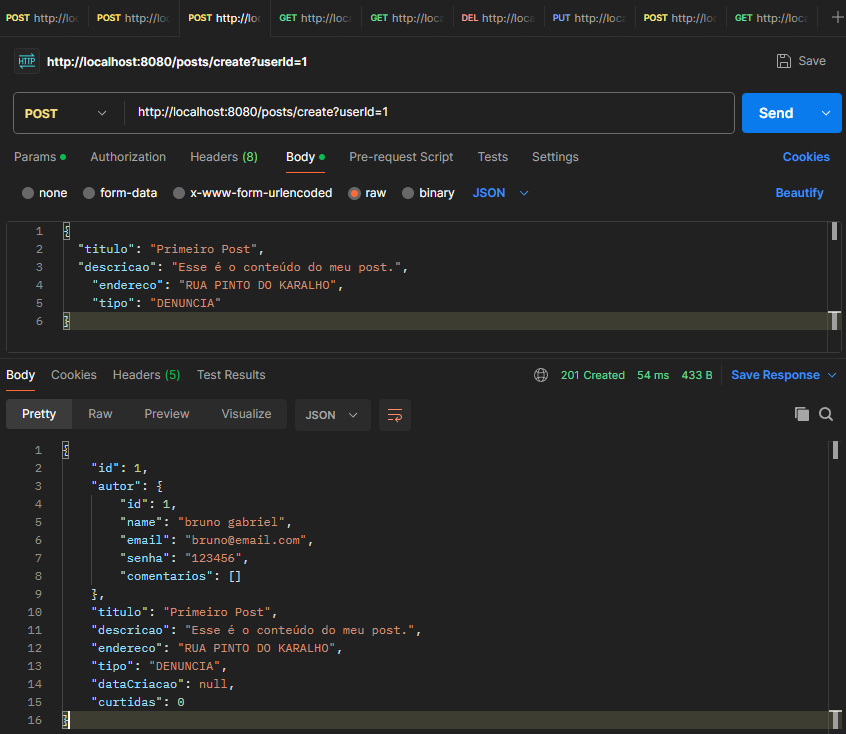 POST http://loc POST http://loc POST http://loc GET http://loca GET http://loca DEL http://loca PUT http://loca POST http://loc GET http://loca +
HTTP http://localhost:8080/posts/create?userId=1 Save
POST http://localhost:8080/posts/create?userId=1 Send
Params Authorization Headers (8) Body Pre-request Script Tests Settings Cookies
none form-data x-www-form-urlencoded raw binary JSON Beautify
1 {
2 "titulo": "Primeiro Post",
3 "descricao": "Esse é o conteúdo do meu post.",
4 "endereco": "RUA PINTO DO KARALHO",
5 "tipo": "DENUNCIA"
6 }
Body Cookies Headers (5) Test Results 201 Created 54 ms 433 B Save Response
Pretty Raw Preview Visualize JSON
1 {
2 "id": 1,
3 "autor": {
4 "id": 1,
5 "name": "bruno gabriel",
6 "email": "bruno@email.com",
7 "senha": "123456",
8 "comentarios": []
9 },
10 "titulo": "Primeiro Post",
11 "descricao": "Esse é o conteúdo do meu post.",
12 "endereco": "RUA PINTO DO KARALHO",
13 "tipo": "DENUNCIA",
14 "dataCriacao": null,
15 "curtidas": 0
16 }